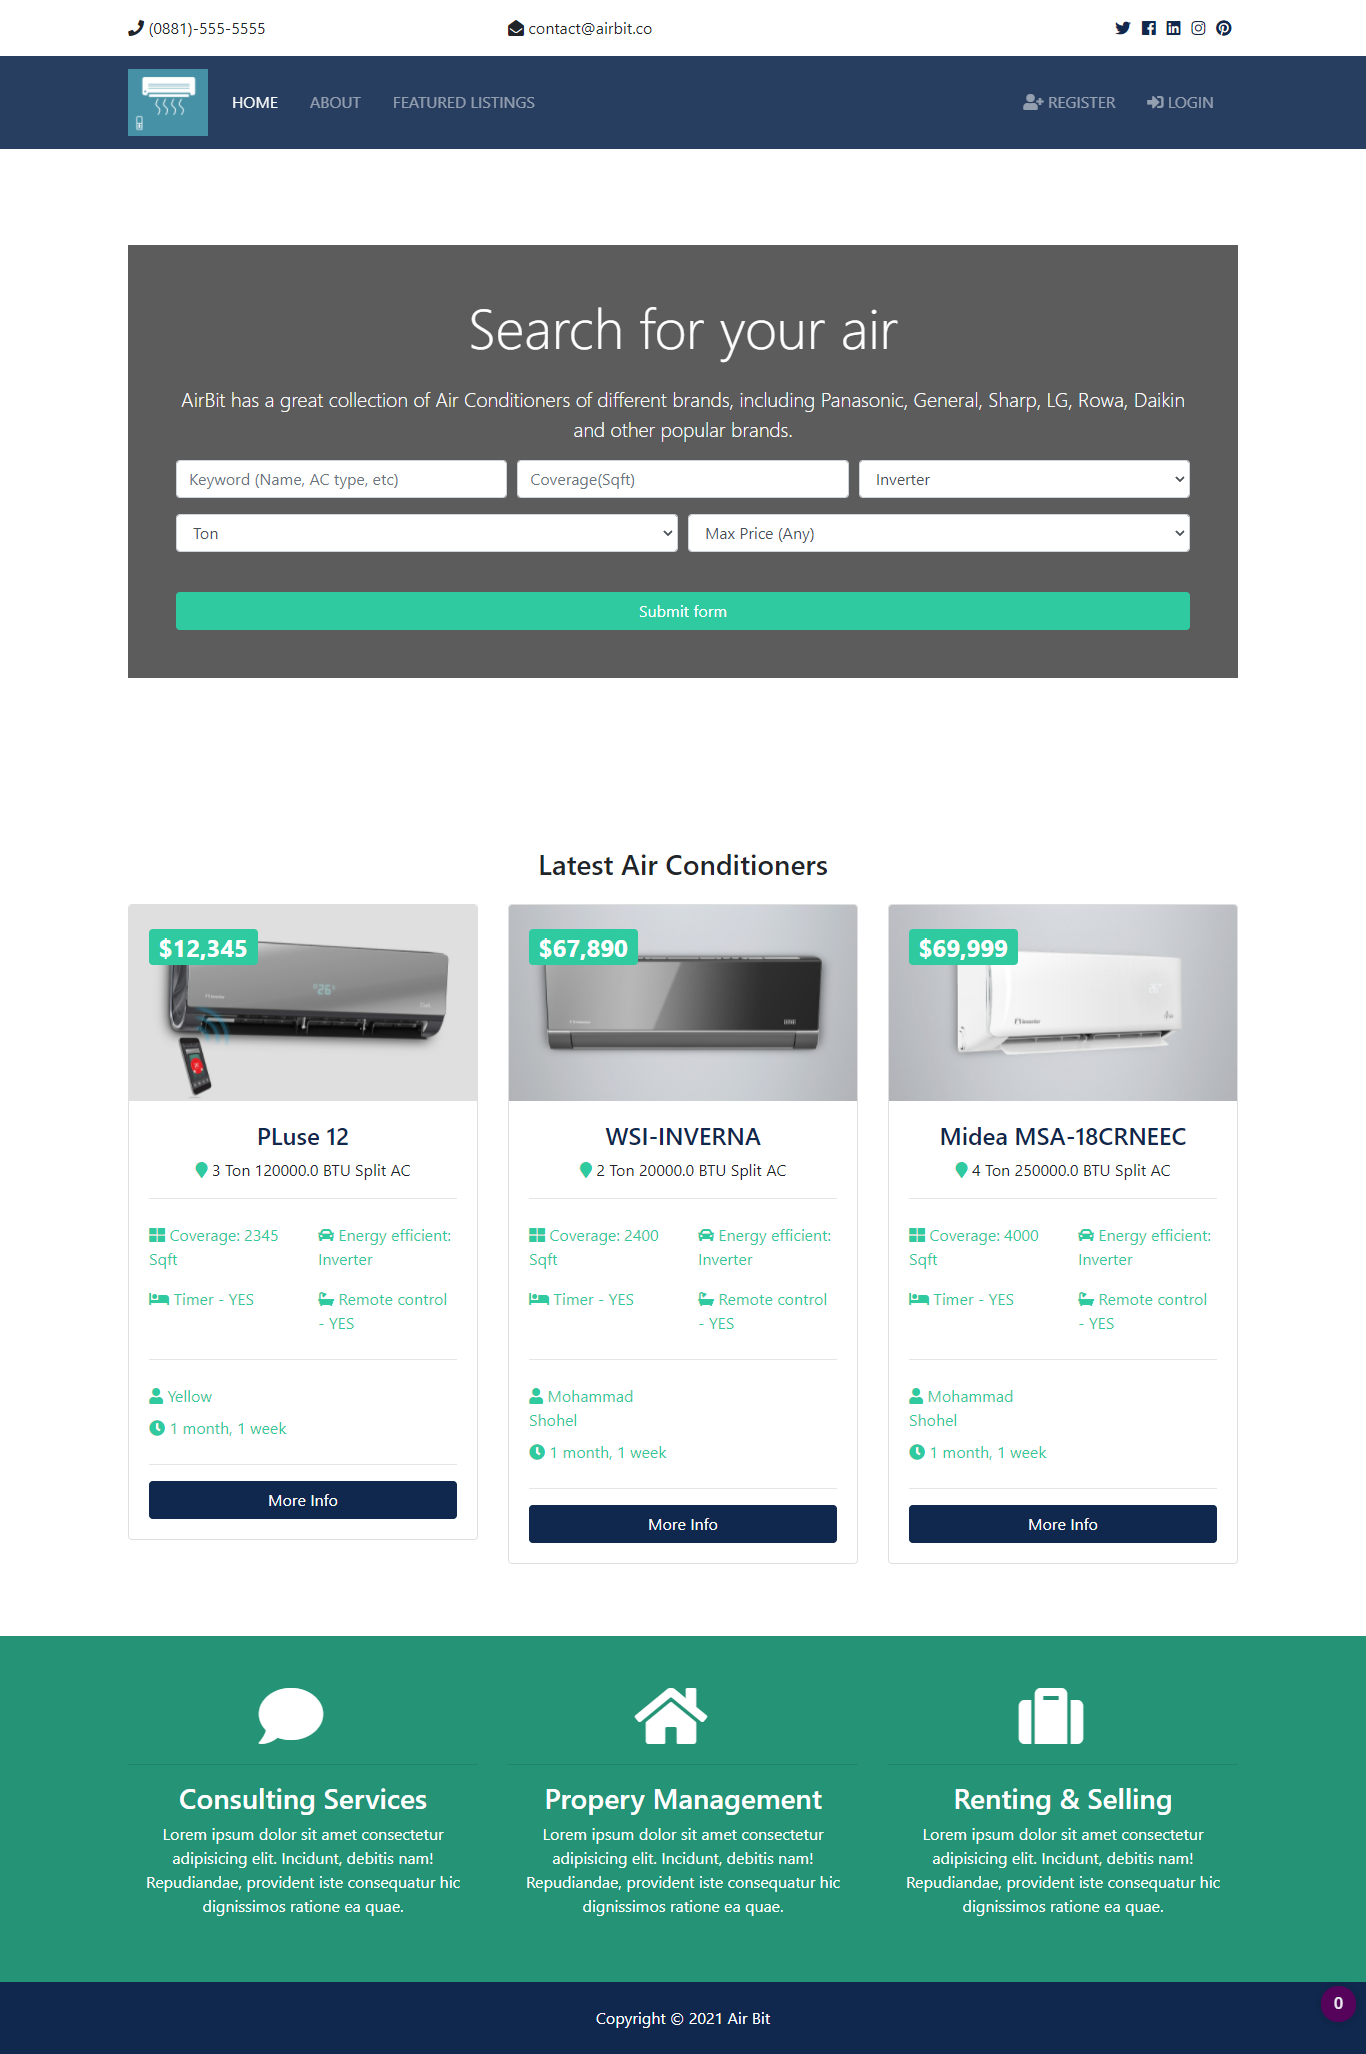 (0881)-555-5555
contact@airbit.co
HOME
ABOUT
FEATURED LISTINGS
REGISTER
LOGIN
Search for your air
AirBit has a great collection of Air Conditioners of different brands, including Panasonic, General, Sharp, LG, Rowa, Daikin
and other popular brands.
Keyword (Name, AC type, etc)
Coverage(Sqft)
Inverter
Ton
Max Price (Any)
Submit form
Latest Air Conditioners
$12,345
PLuse 12
3 Ton 120000.0 BTU Split AC
Coverage: 2345
Sqft
Energy efficient:
Inverter
Timer - YES
Remote control
- YES
Yellow
1 month, 1 week
More Info
$67,890
WSI-INVERNA
2 Ton 20000.0 BTU Split AC
Coverage: 2400
Sqft
Energy efficient:
Inverter
Timer - YES
Remote control
- YES
Mohammad
Shohel
1 month, 1 week
More Info
$69,999
Midea MSA-18CRNEEC
4 Ton 250000.0 BTU Split AC
Coverage: 4000
Sqft
Energy efficient:
Inverter
Timer - YES
Remote control
- YES
Mohammad
Shohel
1 month, 1 week
More Info
Consulting Services
Lorem ipsum dolor sit amet consectetur
adipisicing elit. Incidunt, debitis nam!
Repudiandae, provident iste consequatur hic
dignissimos ratione ea quae.
Propery Management
Lorem ipsum dolor sit amet consectetur
adipisicing elit. Incidunt, debitis nam!
Repudiandae, provident iste consequatur hic
dignissimos ratione ea quae.
Renting & Selling
Lorem ipsum dolor sit amet consectetur
adipisicing elit. Incidunt, debitis nam!
Repudiandae, provident iste consequatur hic
dignissimos ratione ea quae.
Copyright © 2021 Air Bit
0